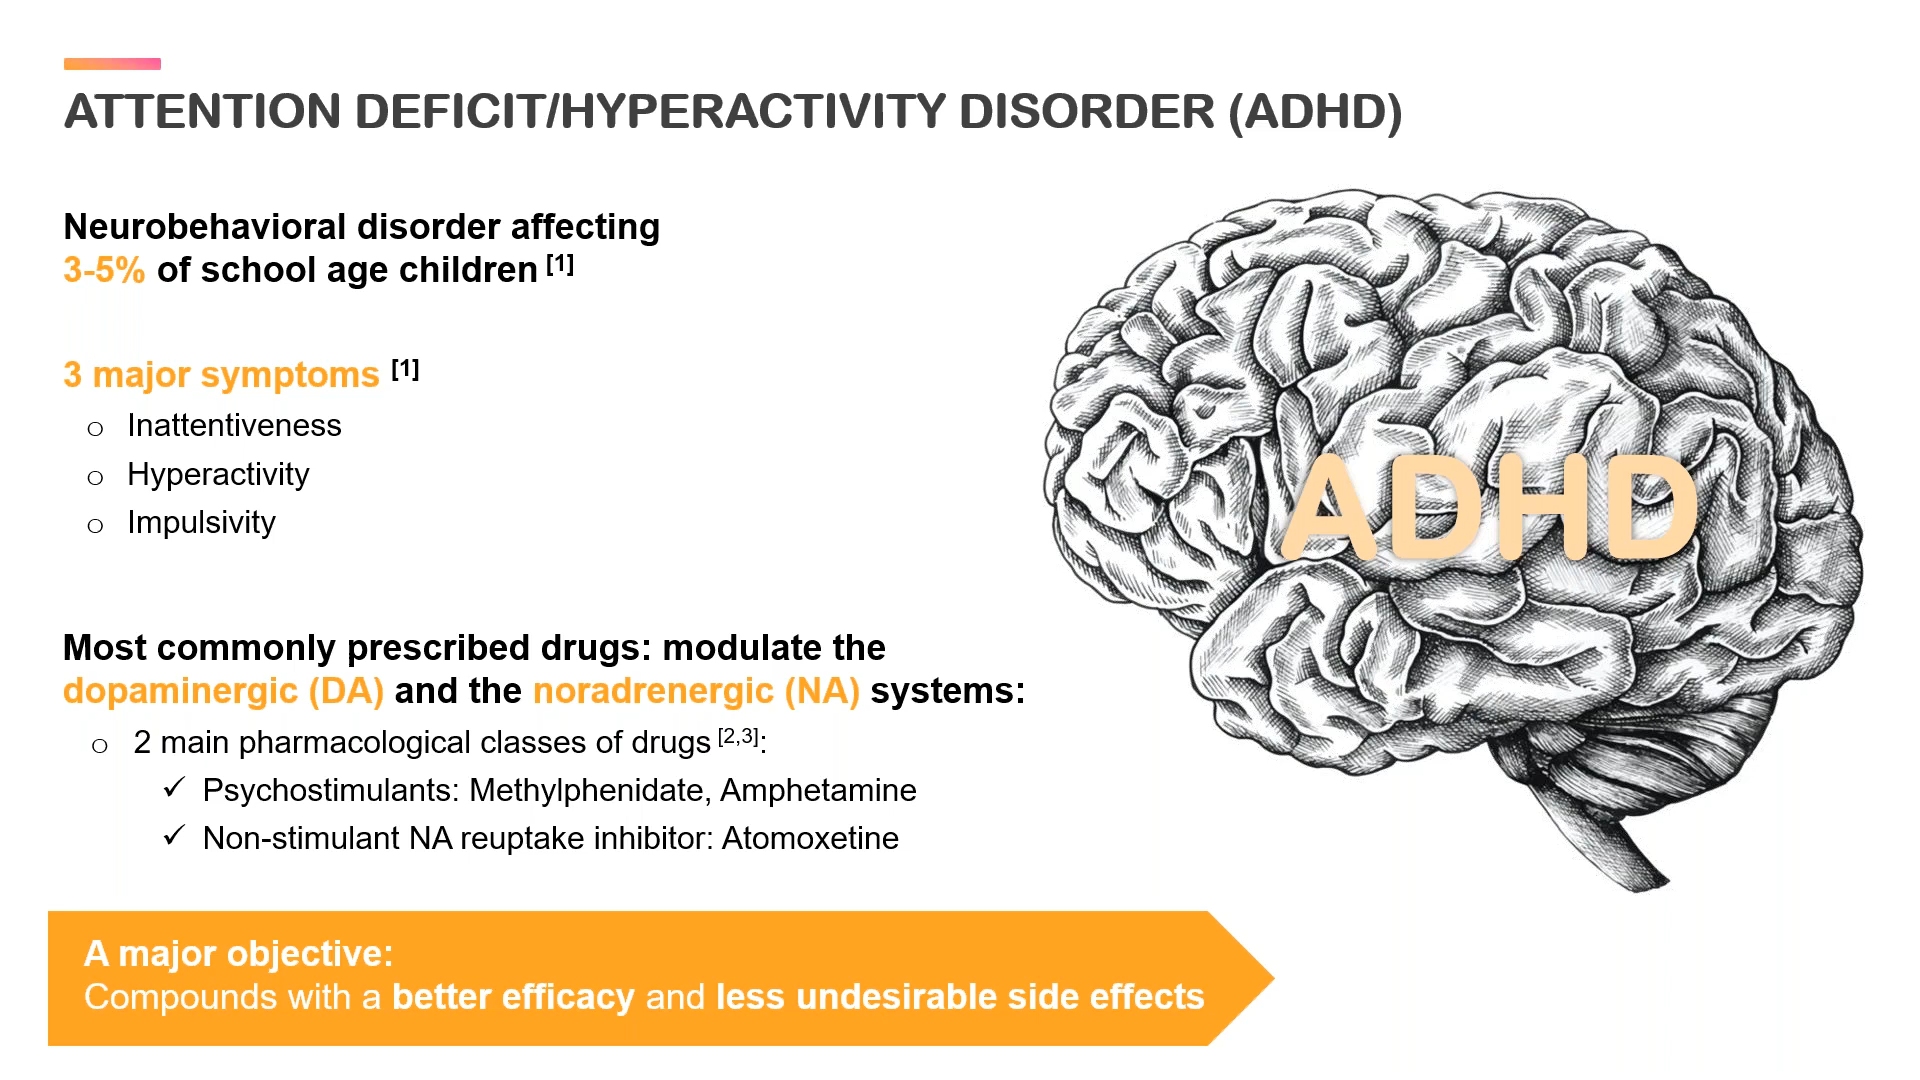 ATTENTION DEFICIT/HYPERACTIVITY DISORDER (ADHD)
Neurobehavioral disorder affecting
3-5% of school age children [1]
3 major symptoms [1]
o Inattentiveness
o Hyperactivity
o Impulsivity
ADHD
Most commonly prescribed drugs: modulate the
dopaminergic (DA) and the noradrenergic (NA) systems:
o 2 main pharmacological classes of drugs [2,3]:
✓ Psychostimulants: Methylphenidate, Amphetamine
✓ Non-stimulant NA reuptake inhibitor: Atomoxetine
A major objective:
Compounds with a better efficacy and less undesirable side effects